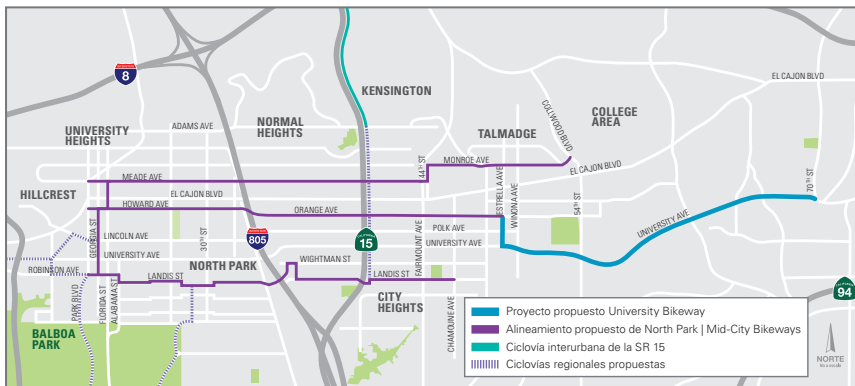 8
EL CAJON BLVD
KENSINGTON
COLLWOOD BLVD
COLLEGE
AREA
NORMAL
HEIGHTS
ADAMS AVE
UNIVERSITY
HEIGHTS
TALMADGE
MONROE AVE
EL CAJON BLVD
44TH ST
MEADE AVE
HILLCREST
EL CAJON BLVD
HOWARD AVE
ORANGE AVE
ESTRELLA AVE
WINONA AVE
54TH ST
70TH ST
UNIVERSITY AVE
GEORGIA ST
LINCOLN AVE
30TH ST
805
CALIFORNIA
15
FAIRMOUNT AVE
POLK AVE
UNIVERSITY AVE
UNIVERSITY AVE
ROBINSON AVE
NORTH PARK
WIGHTMAN ST
LANDIS ST
LANDIS ST
PARK BLVD
FLORIDA ST
ALABAMA ST
CITY
HEIGHTS
CHAMOUNE AVE
BALBOA
PARK
CALIFORNIA
94
Proyecto propuesto University Bikeway
Alineamiento propuesto de North Park | Mid-City Bikeways
Ciclovía interurbana de la SR 15
Ciclovías regionales propuestas
NORTE